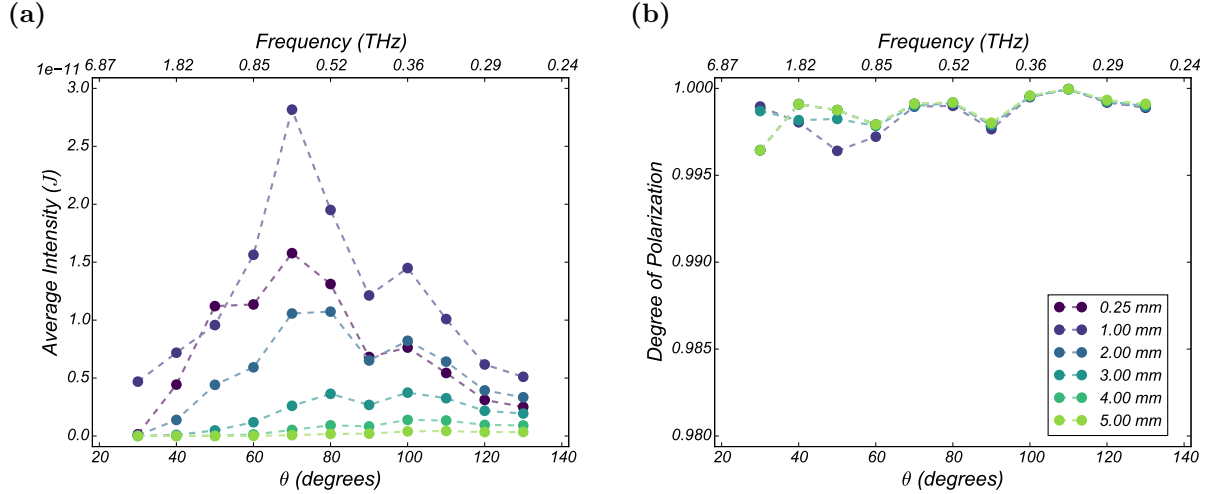 (a)
Frequency (THz)
6.87 1.82 0.85 0.52 0.36 0.29 0.24
1e−11
3.0
2.5
2.0
1.5
1.0
0.5
0.0
Average Intensity (J)
20 40 60 80 100 120 140
θ (degrees)
(b)
Frequency (THz)
6.87 1.82 0.85 0.52 0.36 0.29 0.24
1.000
0.995
0.990
0.985
0.980
Degree of Polarization
0.25 mm
1.00 mm
2.00 mm
3.00 mm
4.00 mm
5.00 mm
20 40 60 80 100 120 140
θ (degrees)